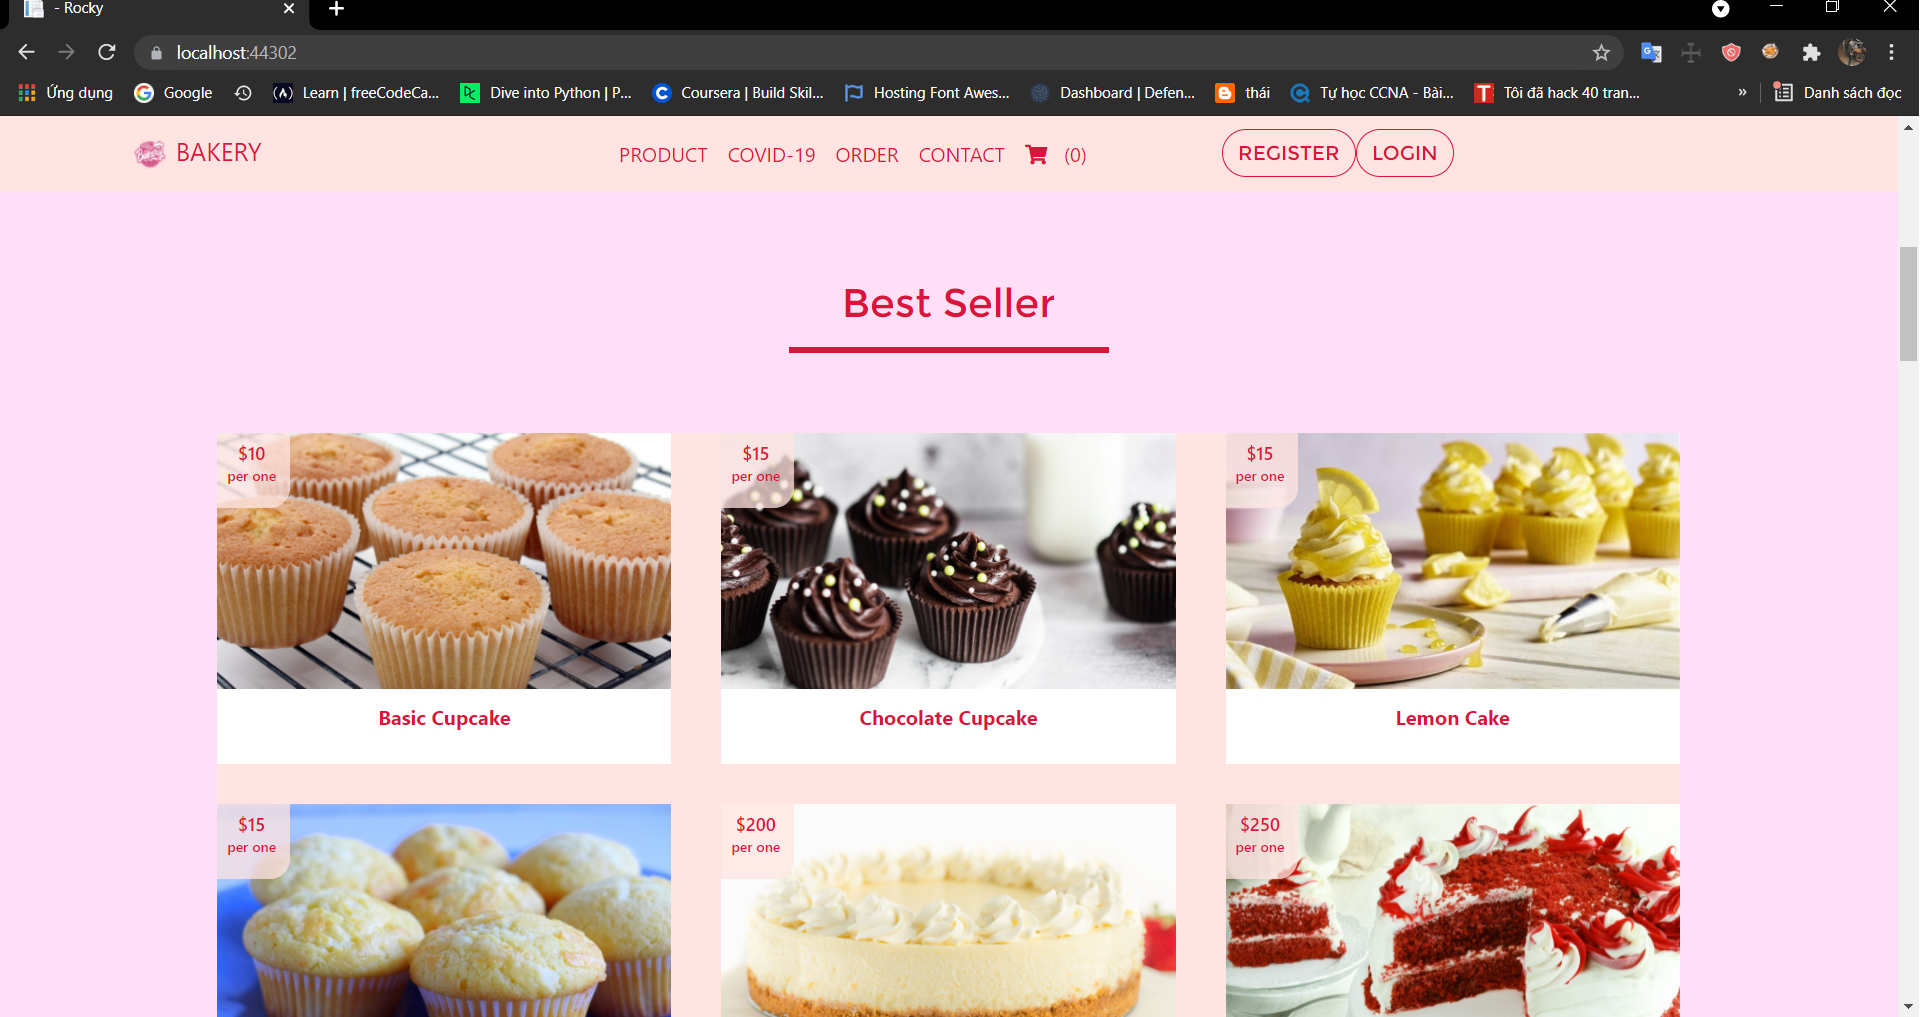 - Rocky
localhost:44302
Ứng dụng
Google
Learn | freeCodeCa...
Dive into Python | P...
Coursera | Build Skil...
Hosting Font Awes...
Dashboard | Defen...
thái
Tự học CCNA - Bài...
Tôi đã hack 40 tran...
»
Danh sách đọc
BAKERY
PRODUCT
COVID-19
ORDER
CONTACT
(0)
REGISTER
LOGIN
Best Seller
$10
per one
$15
per one
$15
per one
Basic Cupcake
Chocolate Cupcake
Lemon Cake
$15
per one
$200
per one
$250
per one